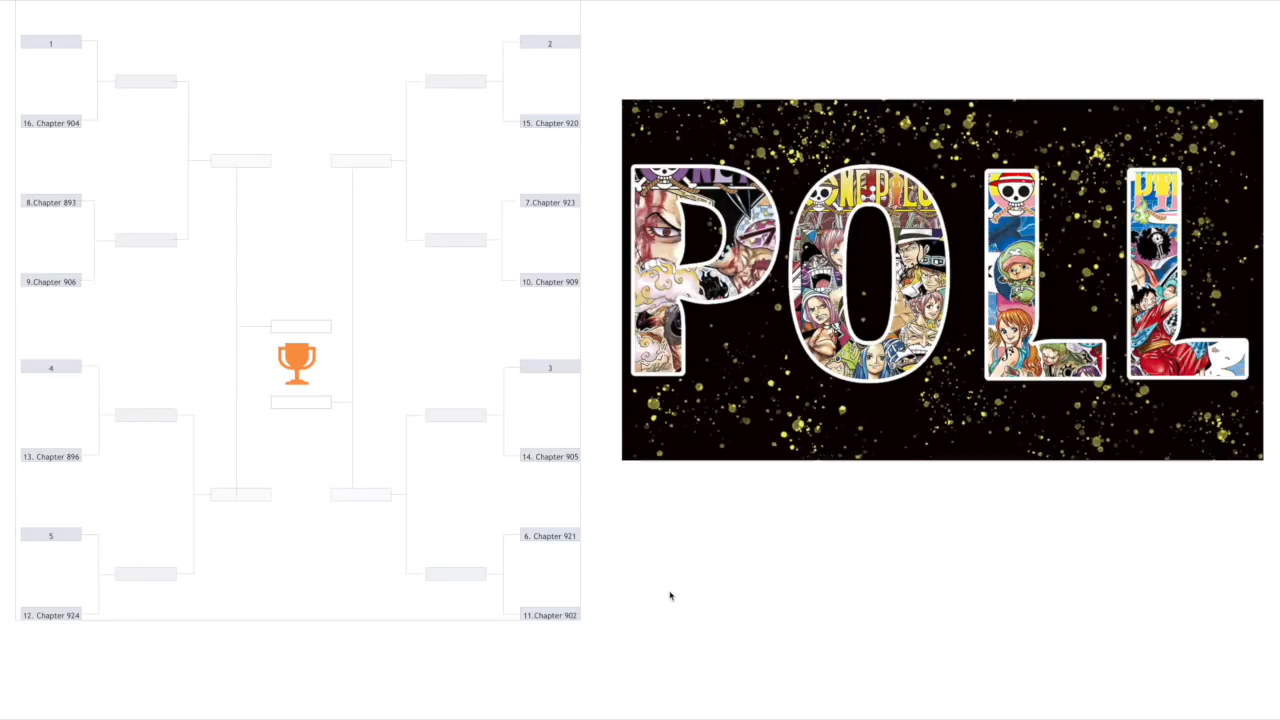 1
2
16. Chapter 904
15. Chapter 920
8.Chapter 893
7.Chapter 923
9.Chapter 906
10. Chapter 909
4
3
13. Chapter 896
14. Chapter 905
5
6. Chapter 921
12. Chapter 924
11.Chapter 902
POLL
ONE PIECE